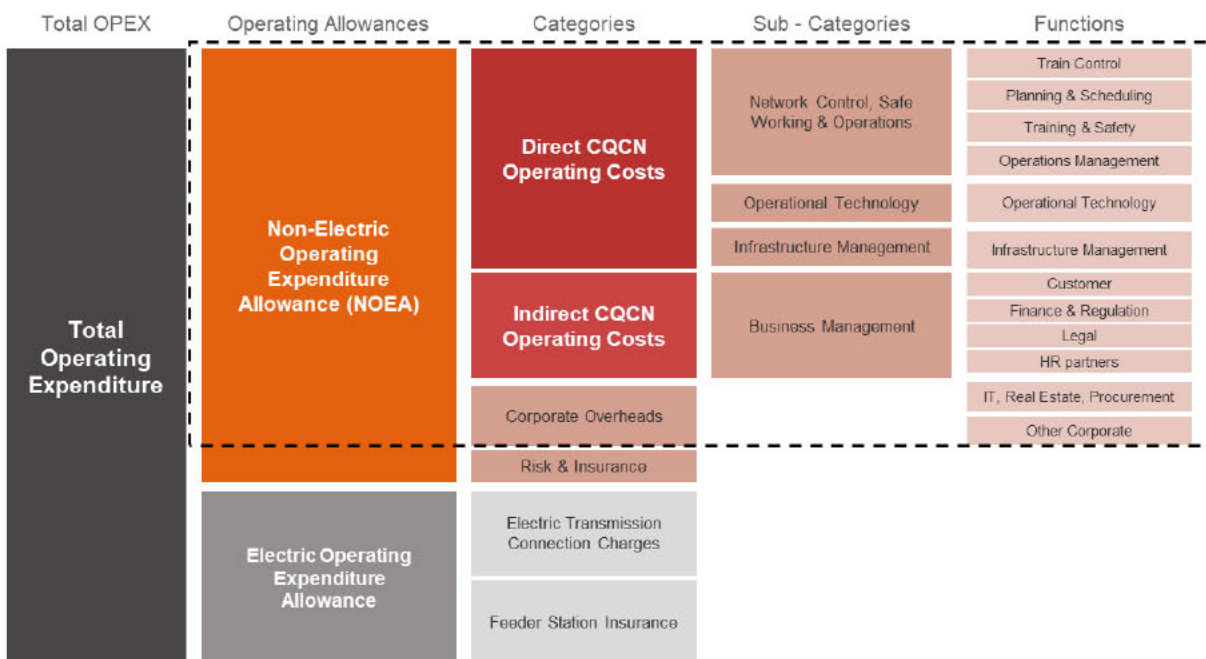 Total OPEX
Operating Allowances
Categories
Sub - Categories
Functions
Total
Operating
Expenditure
Non-Electric
Operating
Expenditure
Allowance (NOEA)
Electric Operating
Expenditure
Allowance
Direct CQCN
Operating Costs
Indirect CQCN
Operating Costs
Corporate Overheads
Risk & Insurance
Electric Transmission
Connection Charges
Feeder Station Insurance
Network Control, Safe
Working & Operations
Operational Technology
Infrastructure Management
Business Management
Train Control
Planning & Scheduling
Training & Safety
Operations Management
Operational Technology
Infrastructure Management
Customer
Finance & Regulation
Legal
HR partners
IT, Real Estate, Procurement
Other Corporate